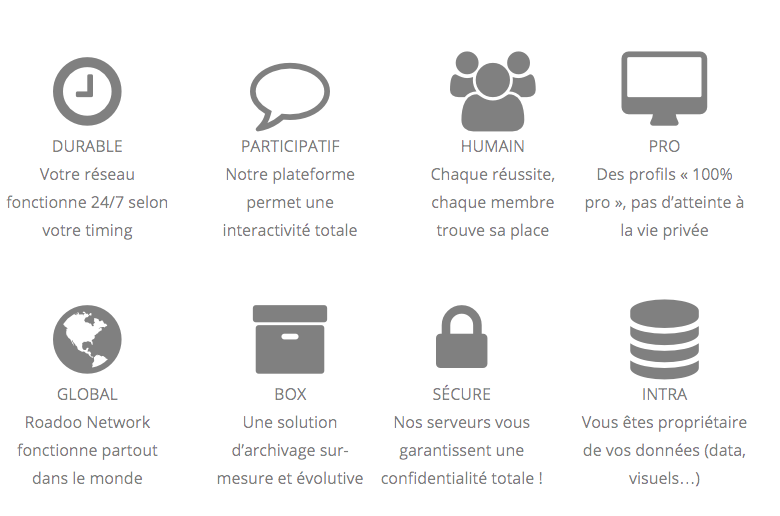 DURABLE
Votre réseau
fonctionne 24/7 selon
votre timing
PARTICIPATIF
Notre plateforme
permet une
interactivité totale
HUMAIN
Chaque réussite,
chaque membre
trouve sa place
PRO
Des profils « 100%
pro », pas d’atteinte à
la vie privée
GLOBAL
Roadoo Network
fonctionne partout
dans le monde
BOX
Une solution
d’archivage sur-
mesure et évolutive
SÉCURE
Nos serveurs vous
garantissent une
confidentialité totale !
INTRA
Vous êtes propriétaire
de vos données (data,
visuels…)